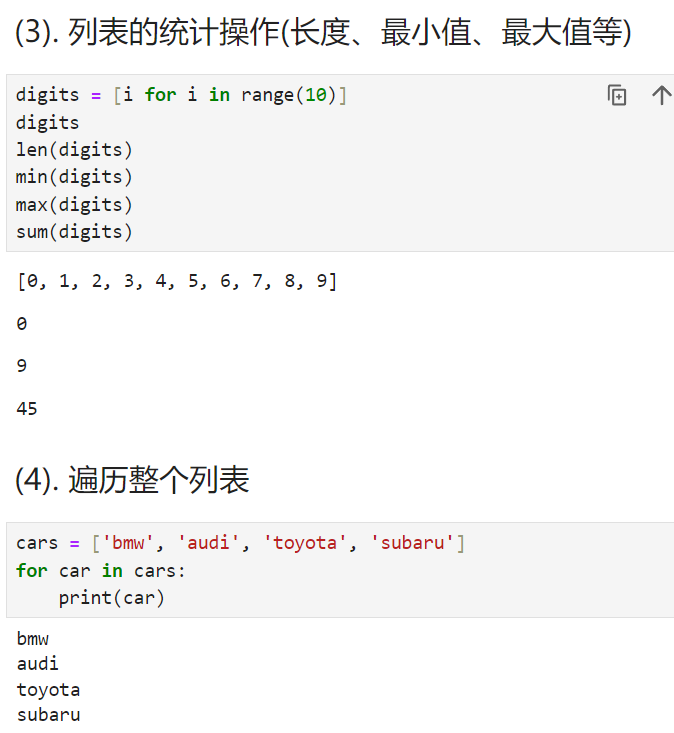 (3). 列表的统计操作(长度、最小值、最大值等)
digits = [i for i in range(10)]
digits
len(digits)
min(digits)
max(digits)
sum(digits)
[0, 1, 2, 3, 4, 5, 6, 7, 8, 9]
0
9
45
(4). 遍历整个列表
cars = ['bmw', 'audi', 'toyota', 'subaru']
for car in cars:
    print(car)
bmw
audi
toyota
subaru